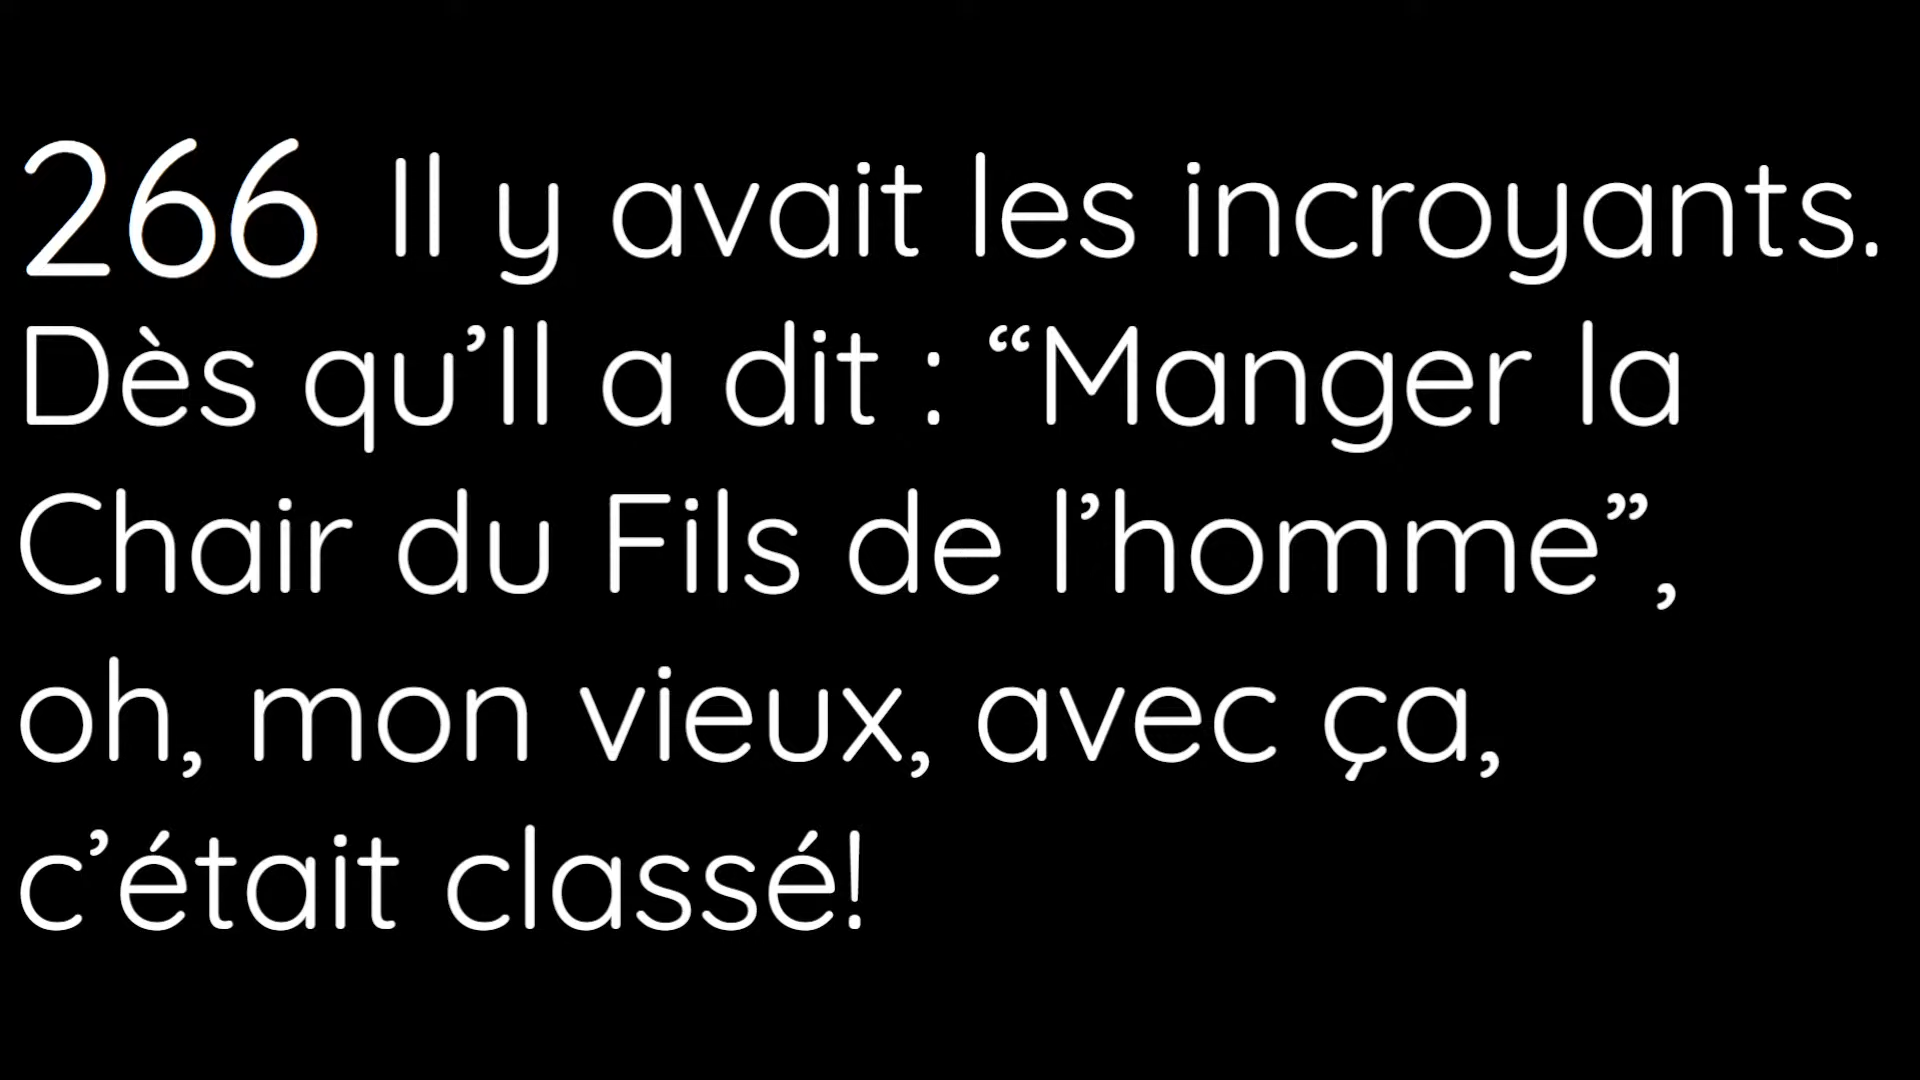 266 Il y avait les incroyants.
Dès qu’Il a dit : “Manger la
Chair du Fils de l’homme”,
oh, mon vieux, avec ça,
c’était classé!